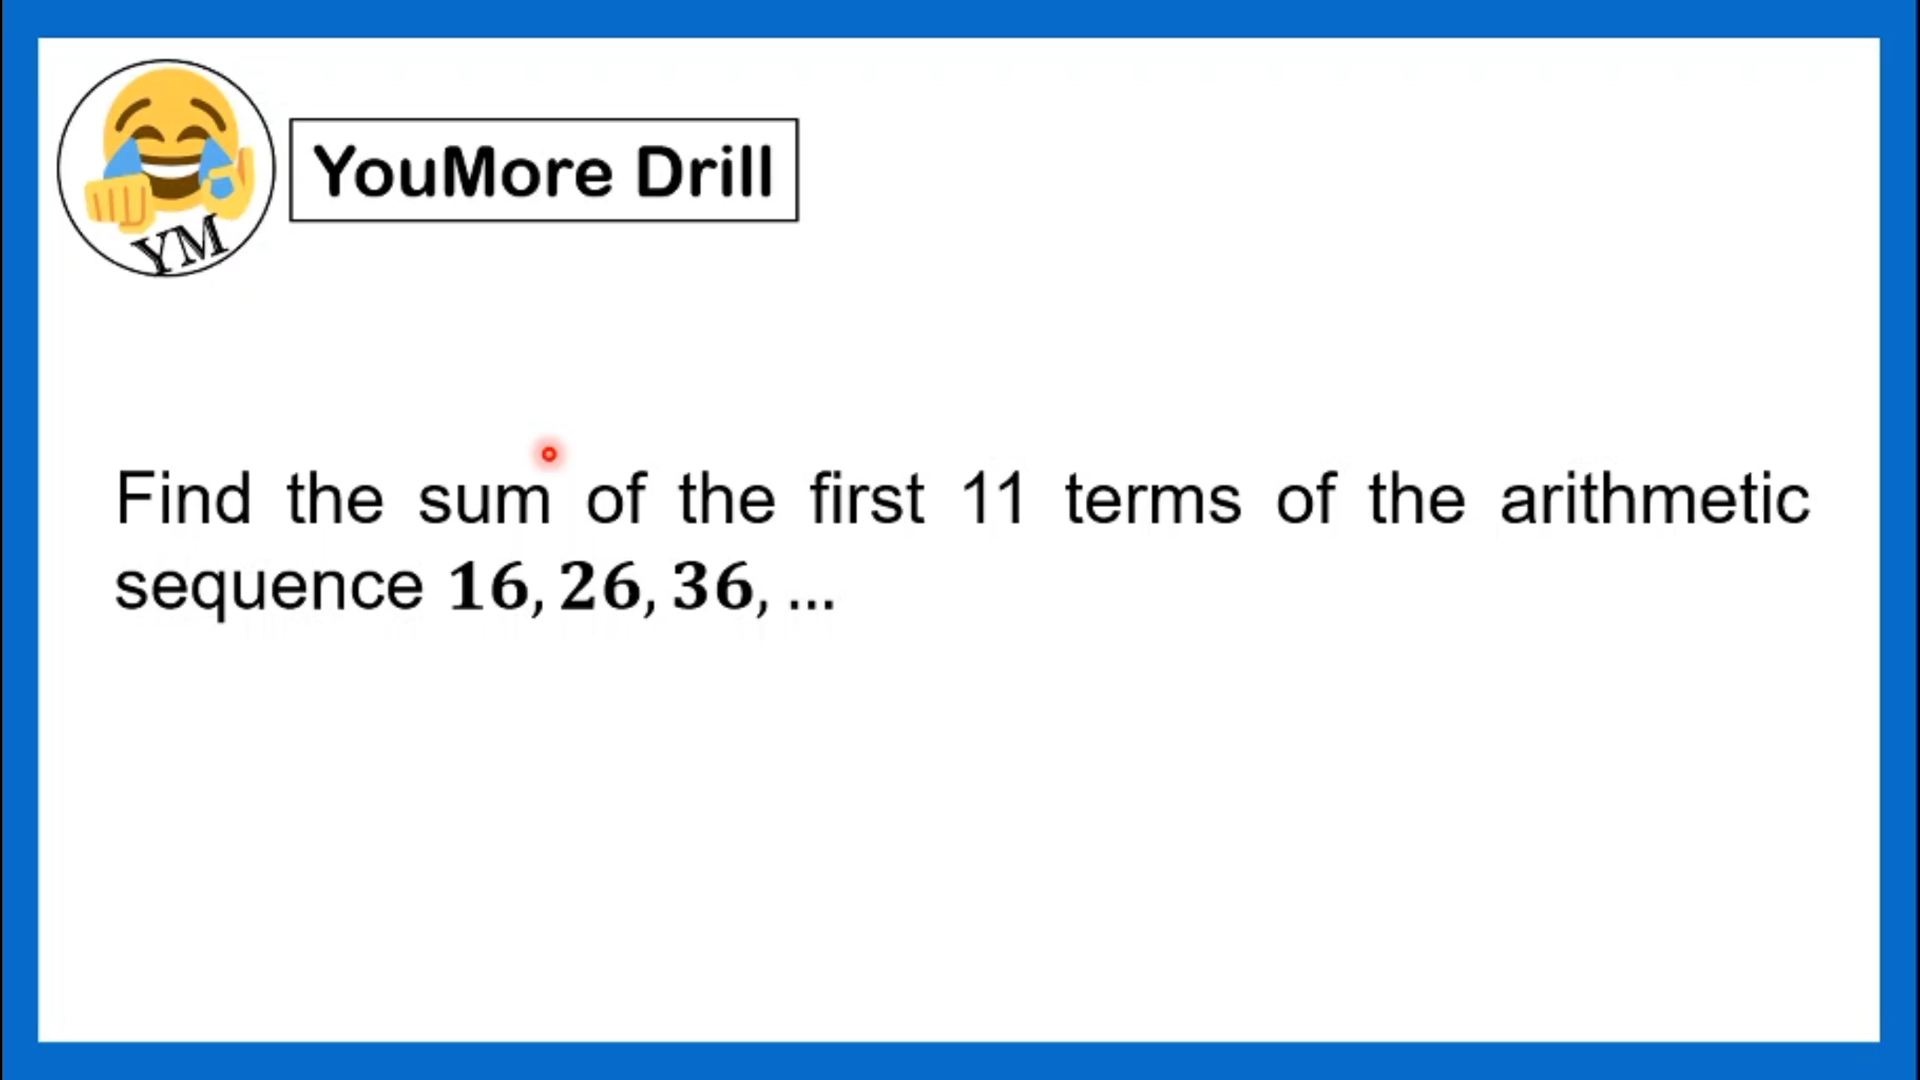 YM
YouMore Drill
Find the sum of the first 11 terms of the arithmetic
sequence 16, 26, 36, ...